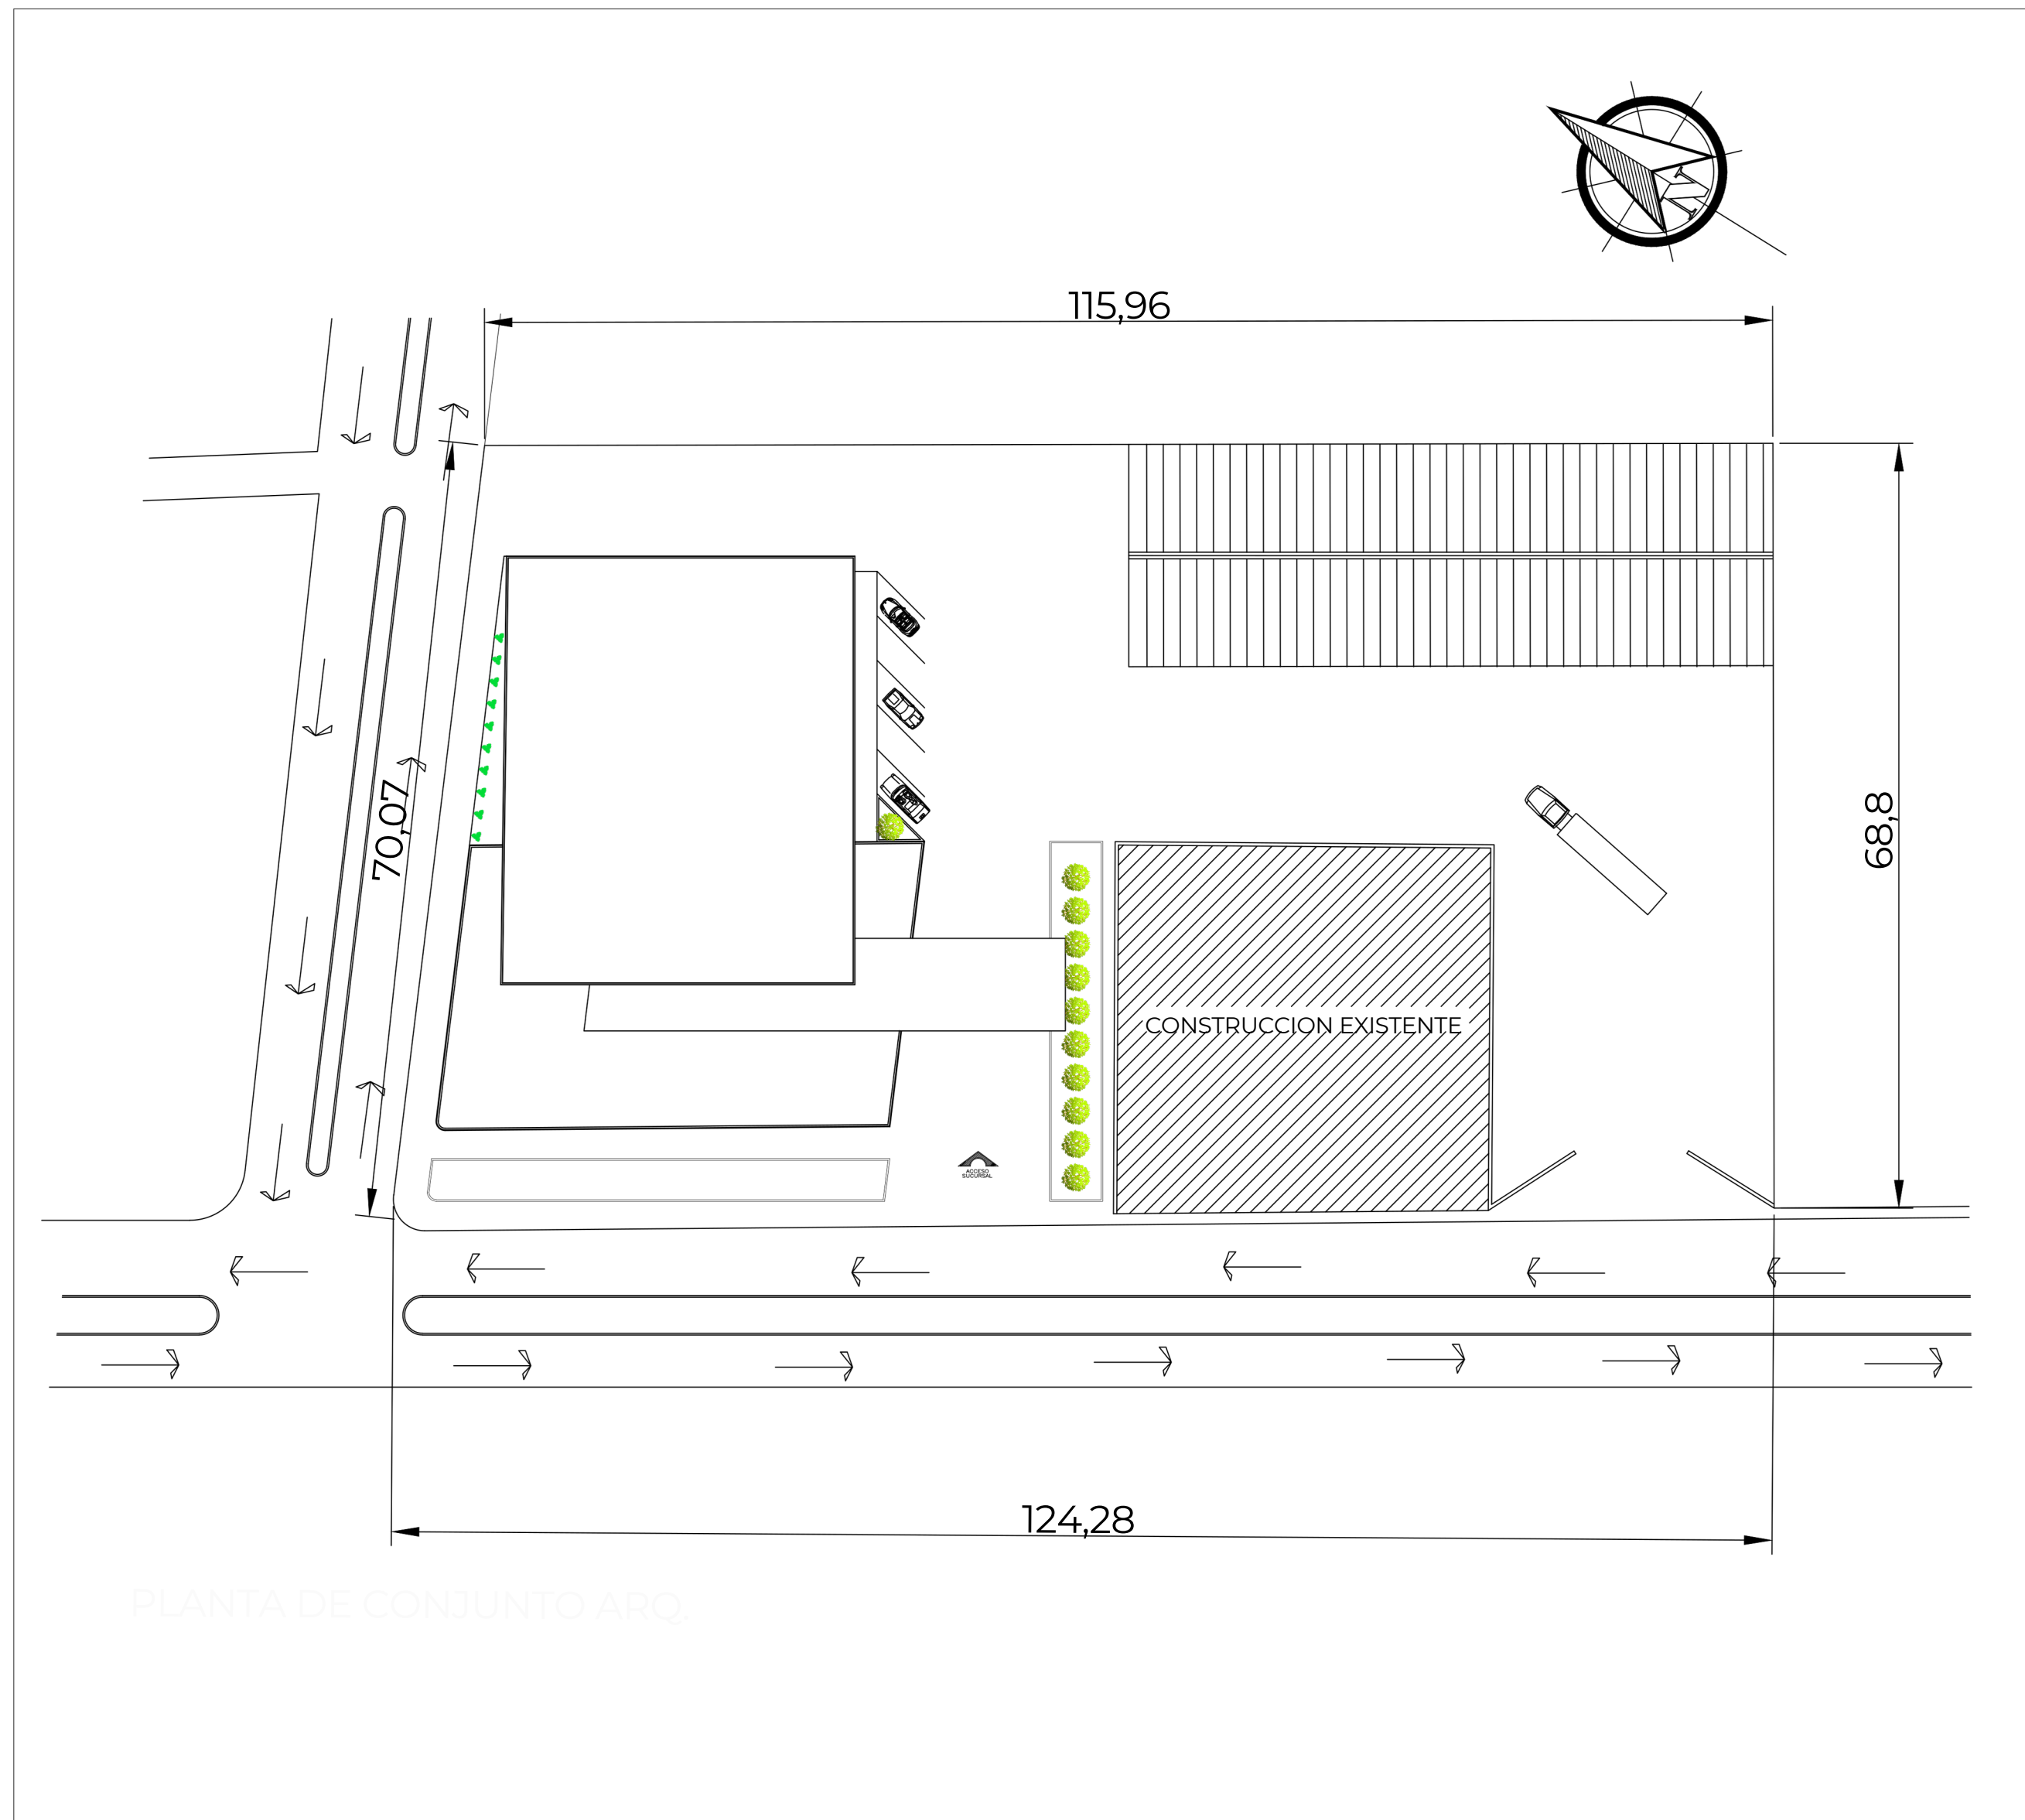 N
115,96
70,07
68,8
CONSTRUCCION EXISTENTE
ACCESO
SUCURSAL
124,28
PLANTA DE CONJUNTO ARQ.